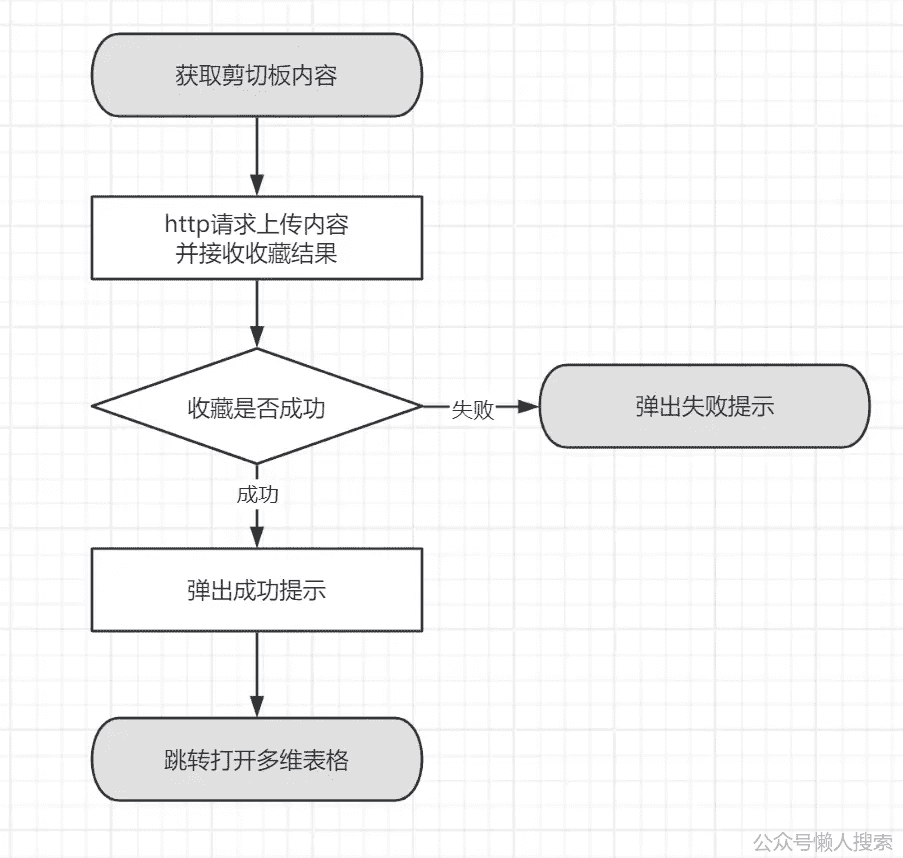 获取剪切板内容
http请求上传内容
并接收收藏结果
收藏是否成功
失败
弹出失败提示
成功
弹出成功提示
跳转打开多维表格
公众号懒人搜索